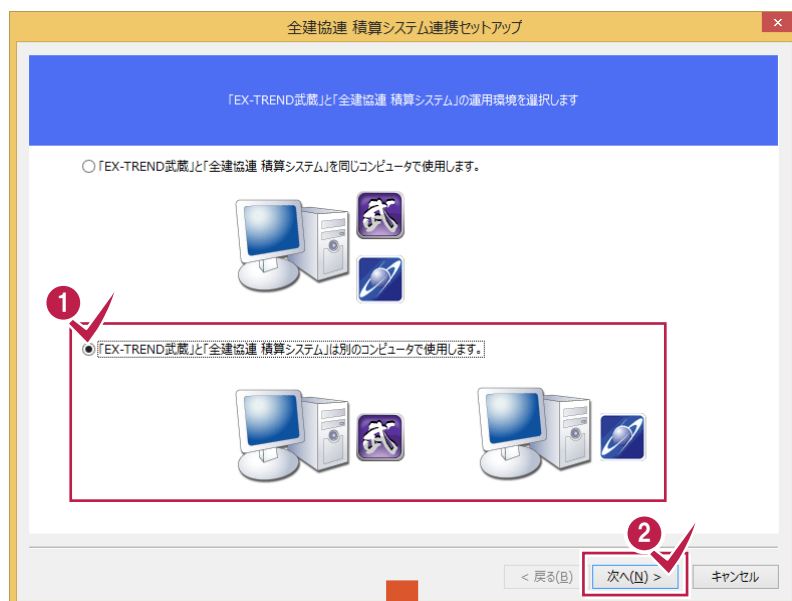 全建協連 積算システム連携セットアップ
×
「EX-TREND武蔵」と「全建協連 積算システム」の運用環境を選択します
「EX-TREND武蔵」と「全建協連 積算システム」を同じコンピュータで使用します。
武
1
「EX-TREND武蔵」と「全建協連 積算システム」は別のコンピュータで使用します。
武
2
< 戻る(B)
次へ(N) >
キャンセル